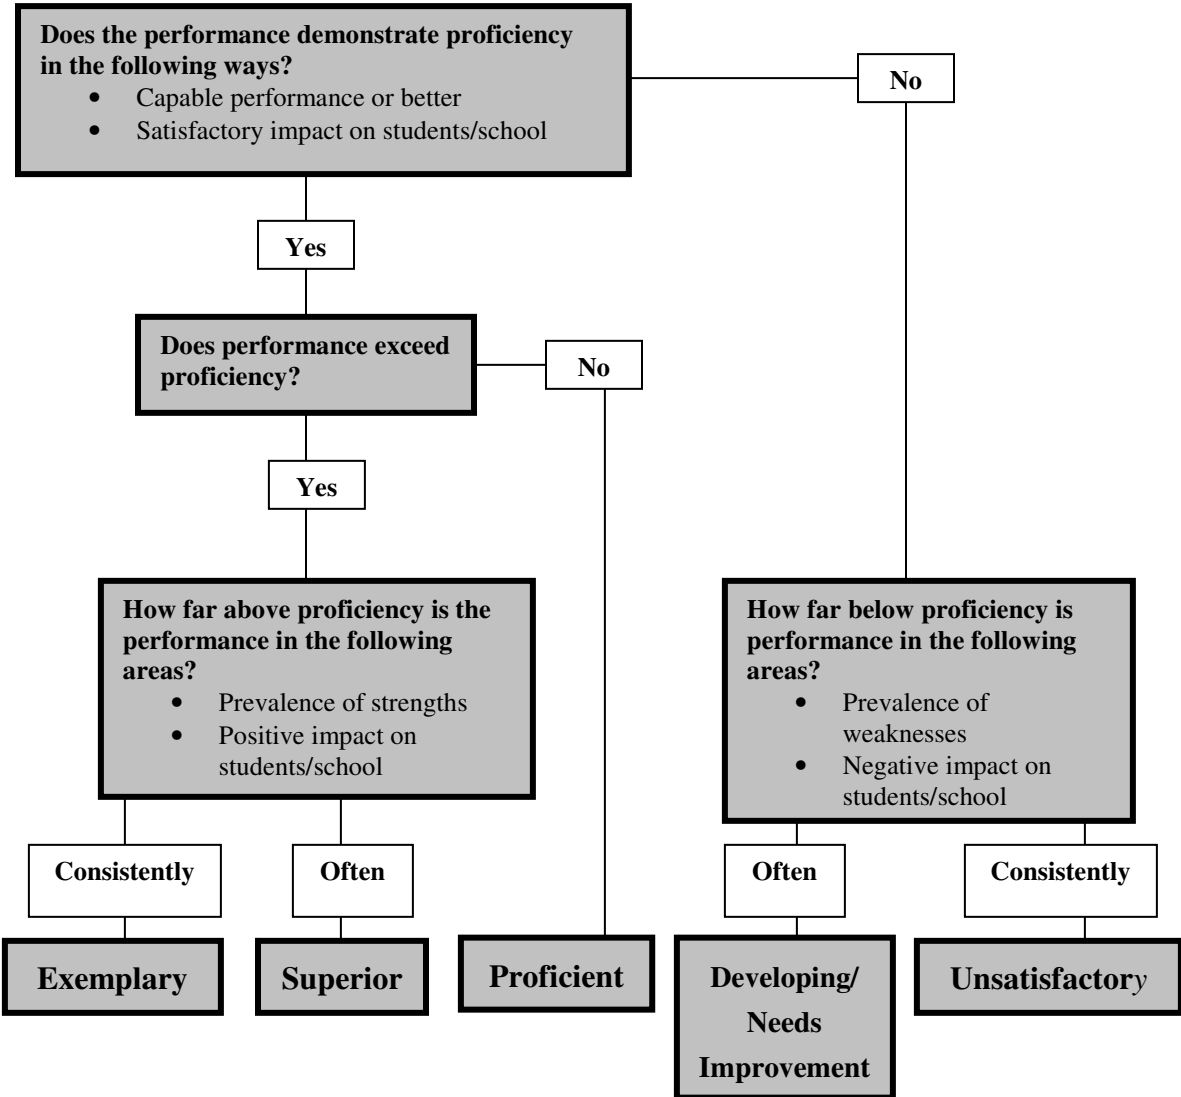 Does the performance demonstrate proficiency
in the following ways?
• Capable performance or better
• Satisfactory impact on students/school
No
Yes
Does performance exceed
proficiency?
No
Yes
How far above proficiency is the
performance in the following
areas?
• Prevalence of strengths
• Positive impact on
students/school
How far below proficiency is
performance in the following
areas?
• Prevalence of
weaknesses
• Negative impact on
students/school
Consistently
Often
Often
Consistently
Exemplary
Superior
Proficient
Developing/
Needs
Improvement
Unsatisfactory